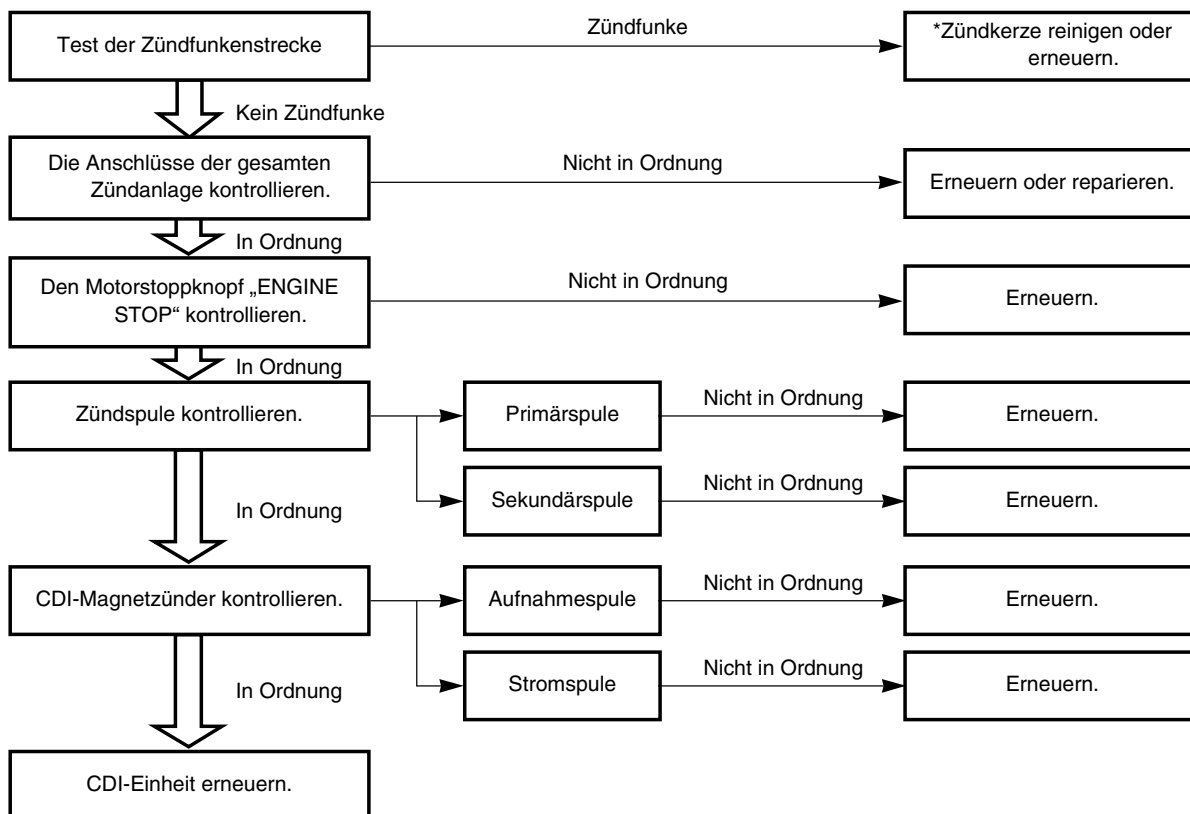 Test der Zündfunkenstrecke
Zündfunke
*Zündkerze reinigen oder
erneuern.
Kein Zündfunke
Die Anschlüsse der gesamten
Zündanlage kontrollieren.
Nicht in Ordnung
Erneuern oder reparieren.
In Ordnung
Den Motorstoppknopf „ENGINE
STOP“ kontrollieren.
Nicht in Ordnung
Erneuern.
In Ordnung
Zündspule kontrollieren.
Primärspule
Nicht in Ordnung
Erneuern.
Sekundärspule
Nicht in Ordnung
Erneuern.
In Ordnung
CDI-Magnetzünder kontrollieren.
Aufnahmespule
Nicht in Ordnung
Erneuern.
Stromspule
Nicht in Ordnung
Erneuern.
In Ordnung
CDI-Einheit erneuern.